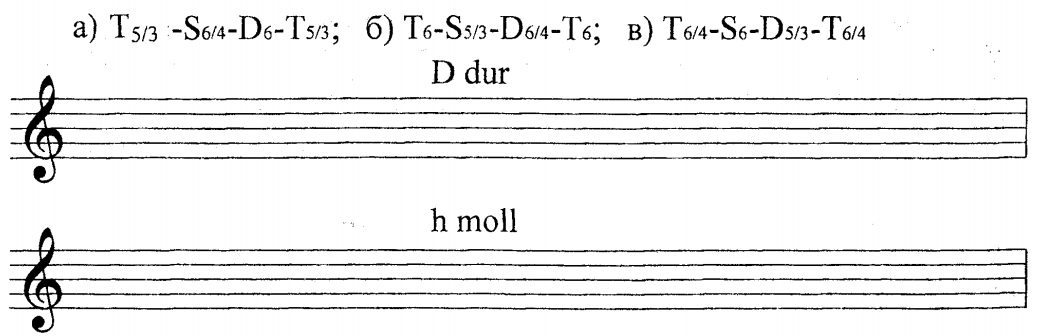 а) T5/3 -S6/4-D6-T5/3; б) T6-S5/3-D6/4-T6; в) T6/4-S6-D5/3-T6/4
D dur
h moll